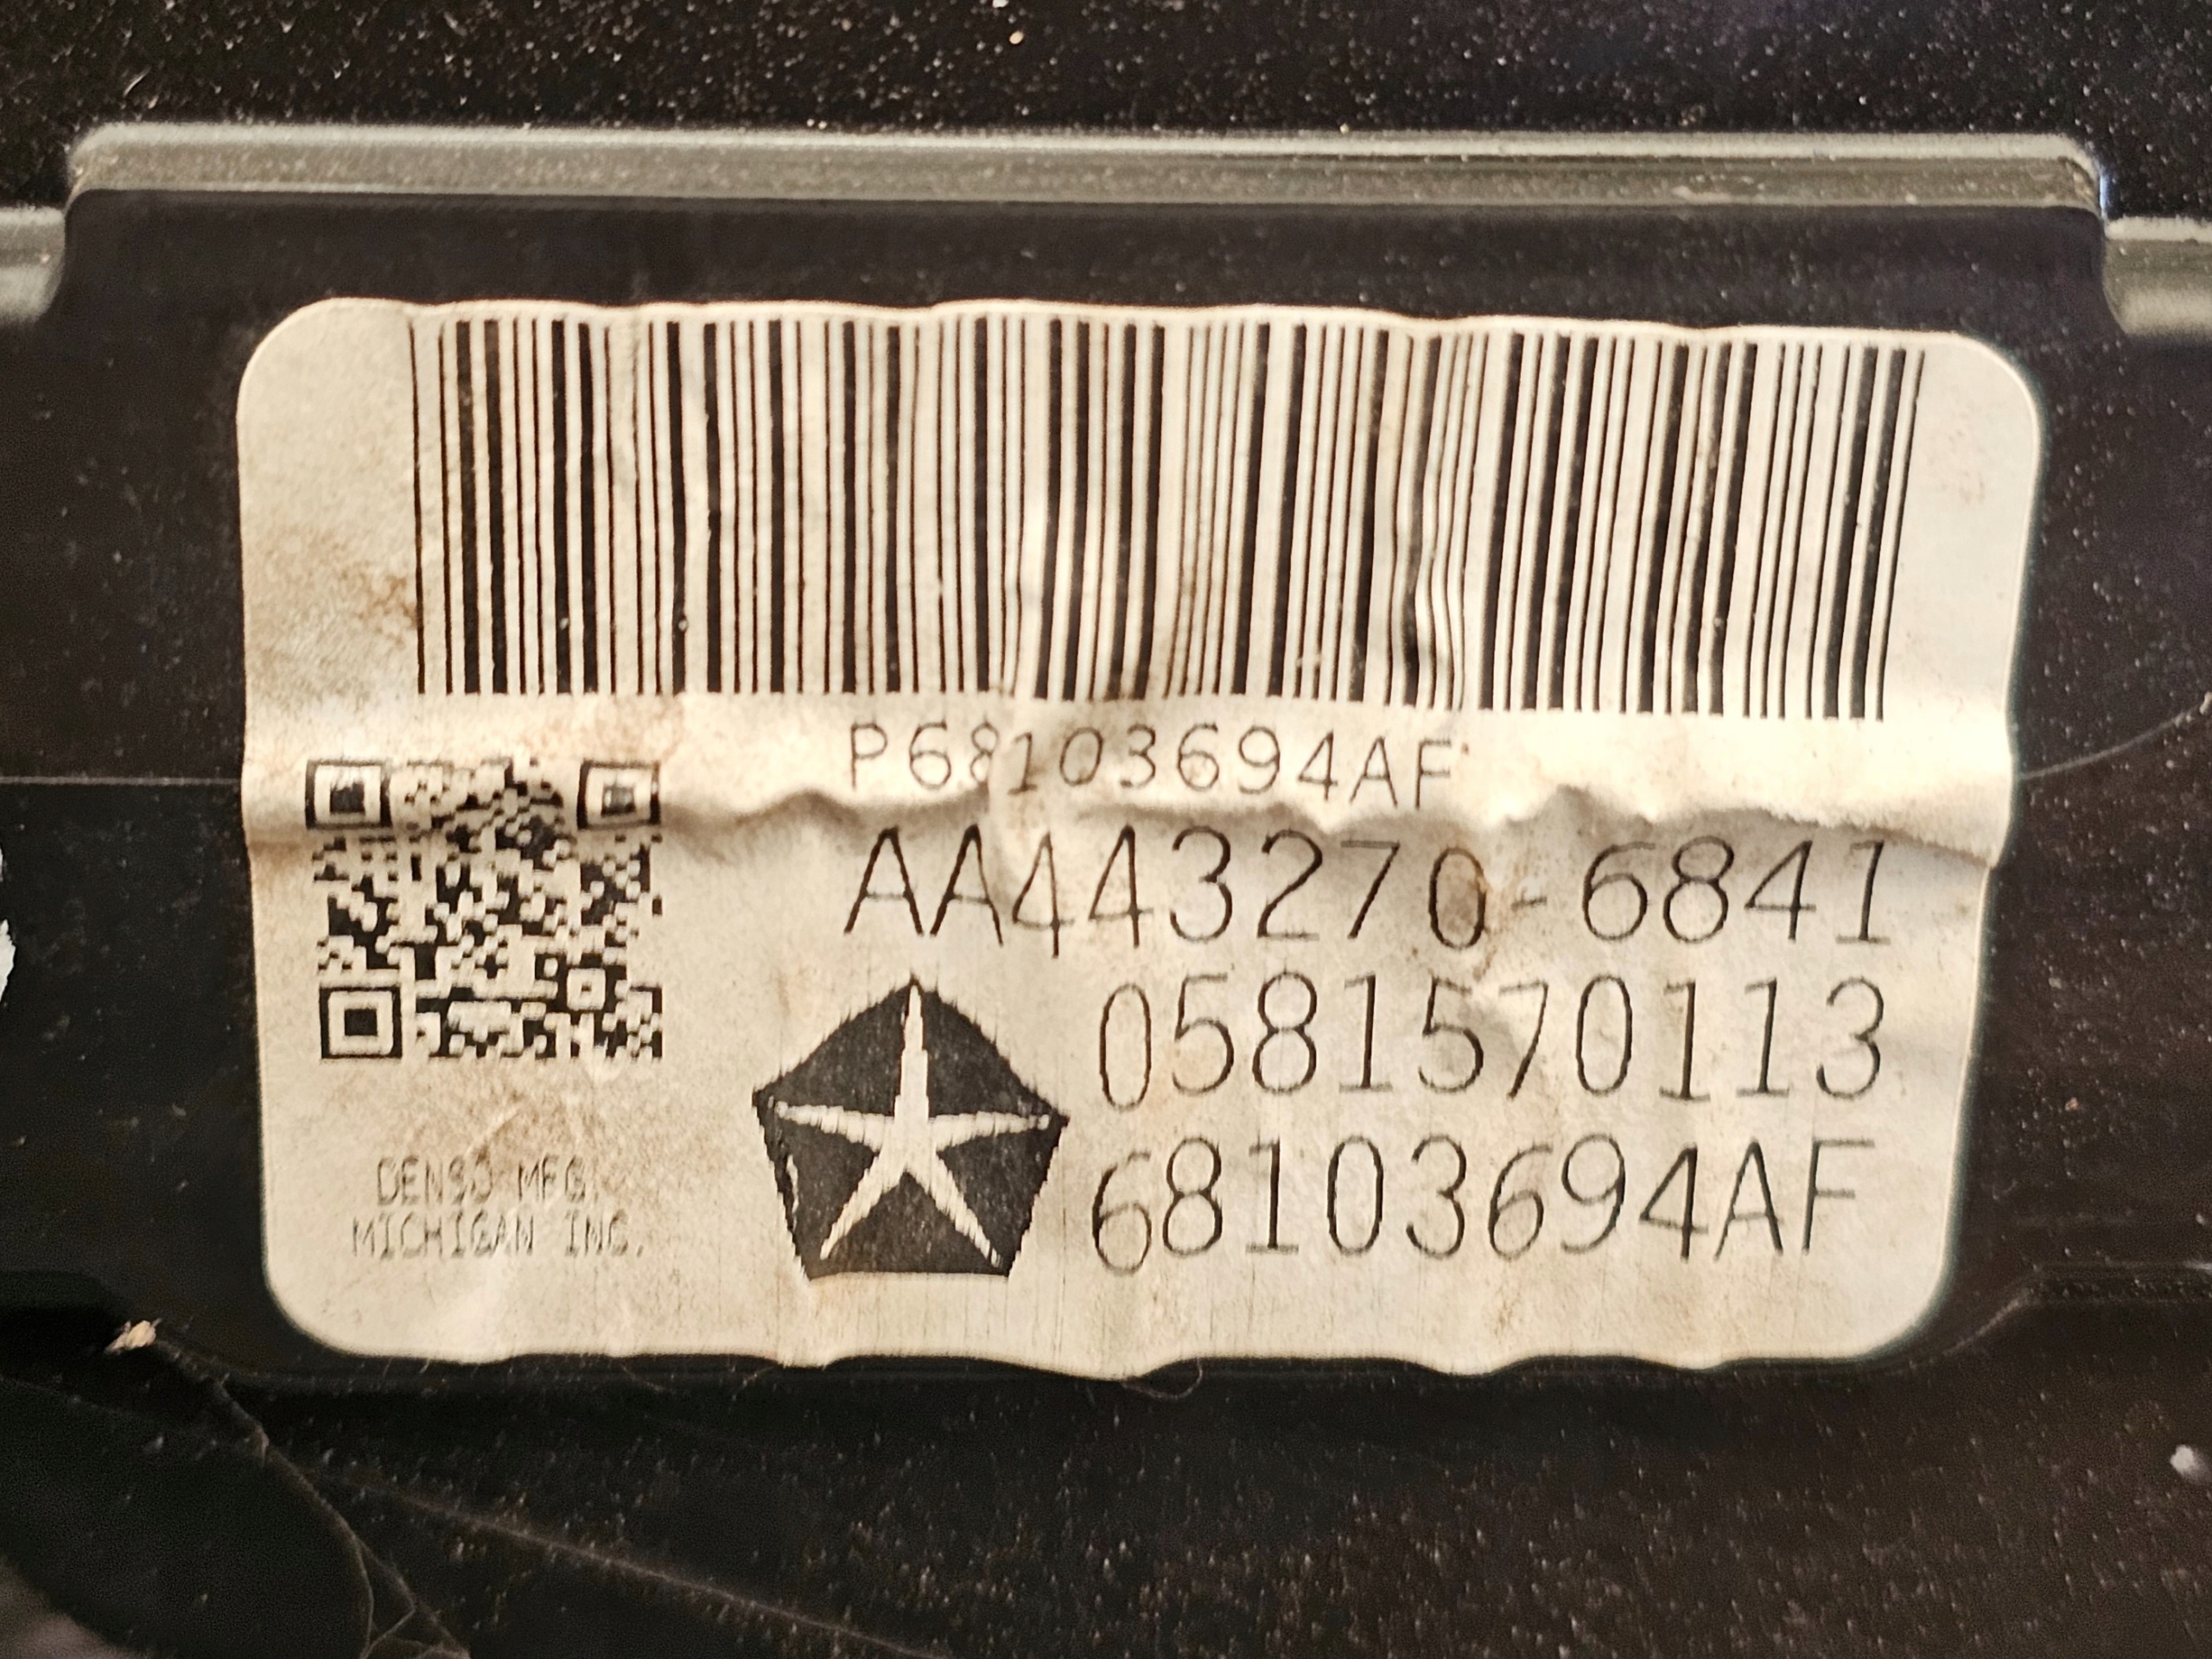 P68103694AF
AA443270-6841
0581570113
68103694AF
DENSO MFG.
MICHIGAN INC.